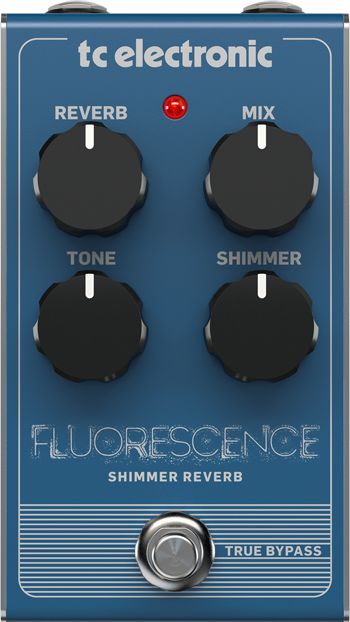 tc electronic
REVERB MIX
TONE SHIMMER
FLUORESCENCE
SHIMMER REVERB
TRUE BYPASS